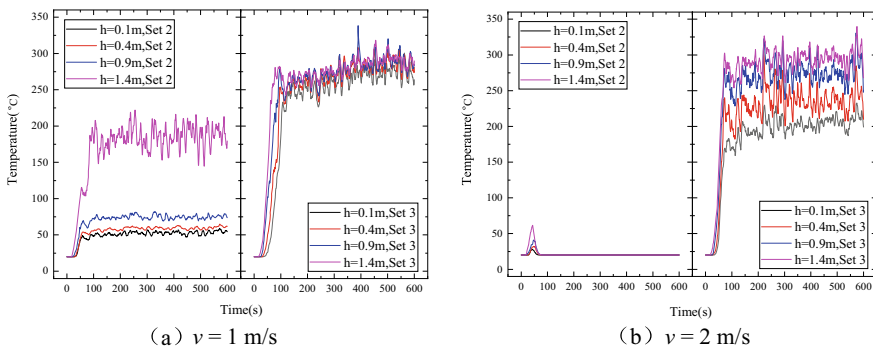 350
300
250
200
150
100
50
0
Temperature(°C)
h=0.1m,Set 2
h=0.4m,Set 2
h=0.9m,Set 2
h=1.4m,Set 2
h=0.1m,Set 3
h=0.4m,Set 3
h=0.9m,Set 3
h=1.4m,Set 3
0 100 200 300 400 500 600 0 100 200 300 400 500 600
Time(s)
（a）v = 1 m/s
350
300
250
200
150
100
50
0
Temperature(°C)
h=0.1m,Set 2
h=0.4m,Set 2
h=0.9m,Set 2
h=1.4m,Set 2
h=0.1m,Set 3
h=0.4m,Set 3
h=0.9m,Set 3
h=1.4m,Set 3
0 100 200 300 400 500 600 0 100 200 300 400 500 600
Time(s)
（b）v = 2 m/s